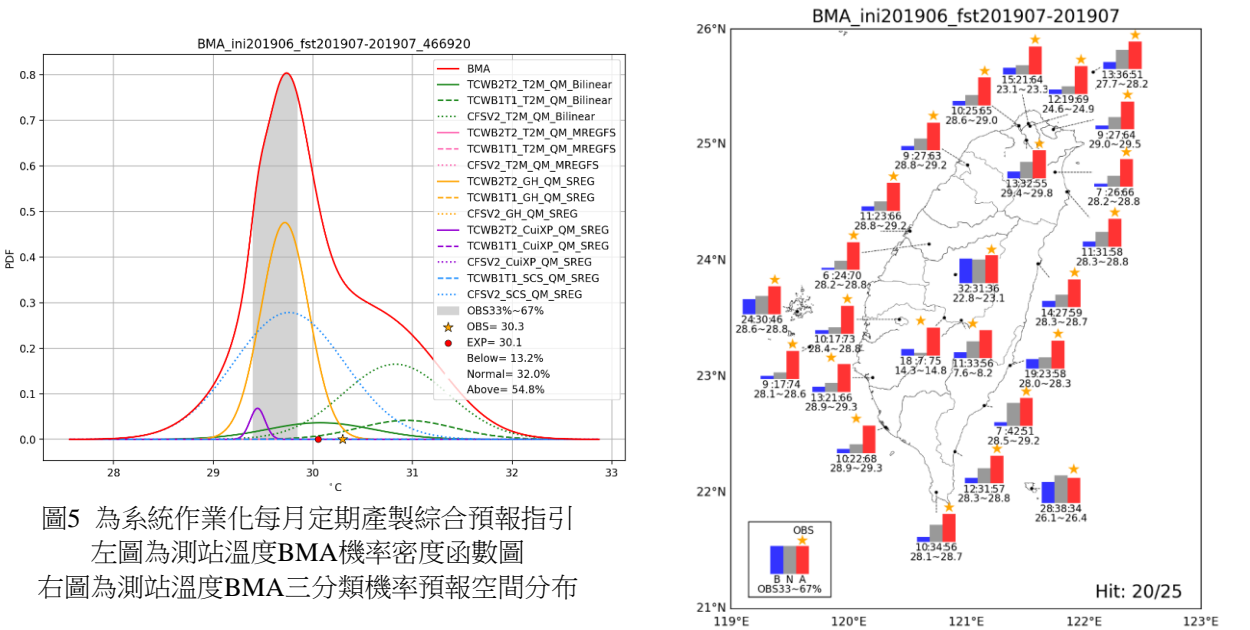 BMA_ini201906_fst201907-201907_466920
0.8
0.7
0.6
0.5
0.4
0.3
0.2
0.1
0.0
PDF
28
29
30
31
32
33
°C
BMA
TCWB2T2_T2M_QM_Bilinear
TCWB1T1_T2M_QM_Bilinear
CFSV2_T2M_QM_Bilinear
TCWB2T2_T2M_QM_MREGFS
TCWB1T1_T2M_QM_MREGFS
CFSV2_T2M_QM_MREGFS
TCWB2T2_GH_QM_SREG
TCWB1T1_GH_QM_SREG
CFSV2_GH_QM_SREG
TCWB2T2_CuiXP_QM_SREG
TCWB1T1_CuiXP_QM_SREG
CFSV2_CuiXP_QM_SREG
TCWB1T1_SCS_QM_SREG
CFSV2_SCS_QM_SREG
OBS33%~67%
OBS= 30.3
EXP= 30.1
Below= 13.2%
Normal= 32.0%
Above= 54.8%
圖5 為系統作業化每月定期產製綜合預報指引
左圖為測站溫度BMA機率密度函數圖
右圖為測站溫度BMA三分類機率預報空間分布
BMA_ini201906_fst201907-201907
26°N
25°N
24°N
23°N
22°N
21°N
119°E
120°E
121°E
122°E
123°E
15:21:64
23.1~23.3
13:36:51
27.7~28.2
12:19:69
24.6~24.9
10:25:65
28.6~29.0
9 :27:64
29.0~29.5
9 :27:63
28.8~29.2
13:32:55
29.4~29.8
7 :26:66
28.2~28.8
11:23:66
28.8~29.2
11:31:58
28.3~28.8
6 :24:70
28.2~28.8
32:31:36
22.8~23.1
24:30:46
28.6~28.8
14:27:59
28.3~28.7
10:17:73
28.4~28.8
18 :7: 75
14.3~14.8
11:33:56
7.6~8.2
19:23:58
28.0~28.3
9 :17:74
28.1~28.6
13:21:66
28.9~29.3
7 :42:51
28.5~29.2
10:22:68
28.9~29.3
12:31:57
28.3~28.8
28:38:34
26.1~26.4
10:34:56
28.1~28.7
OBS
B N A
OBS33~67%
Hit: 20/25